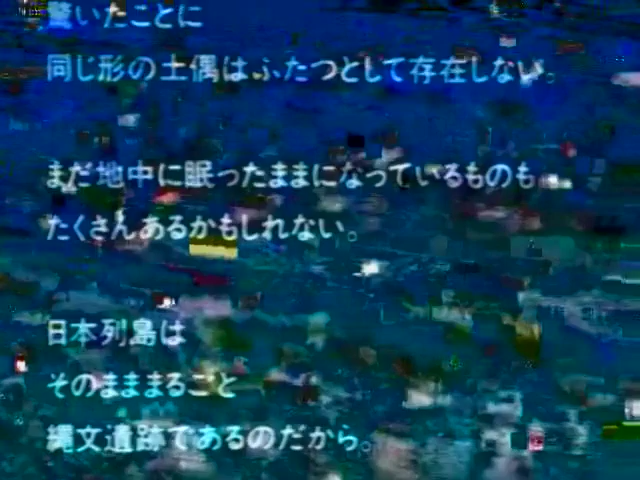 驚いたことに
同じ形の土偶はふたつとして存在しない。
まだ地中に眠ったままになっているものも
たくさんあるかもしれない。
日本列島は
そのまままるごと
縄文遺跡であるのだから。